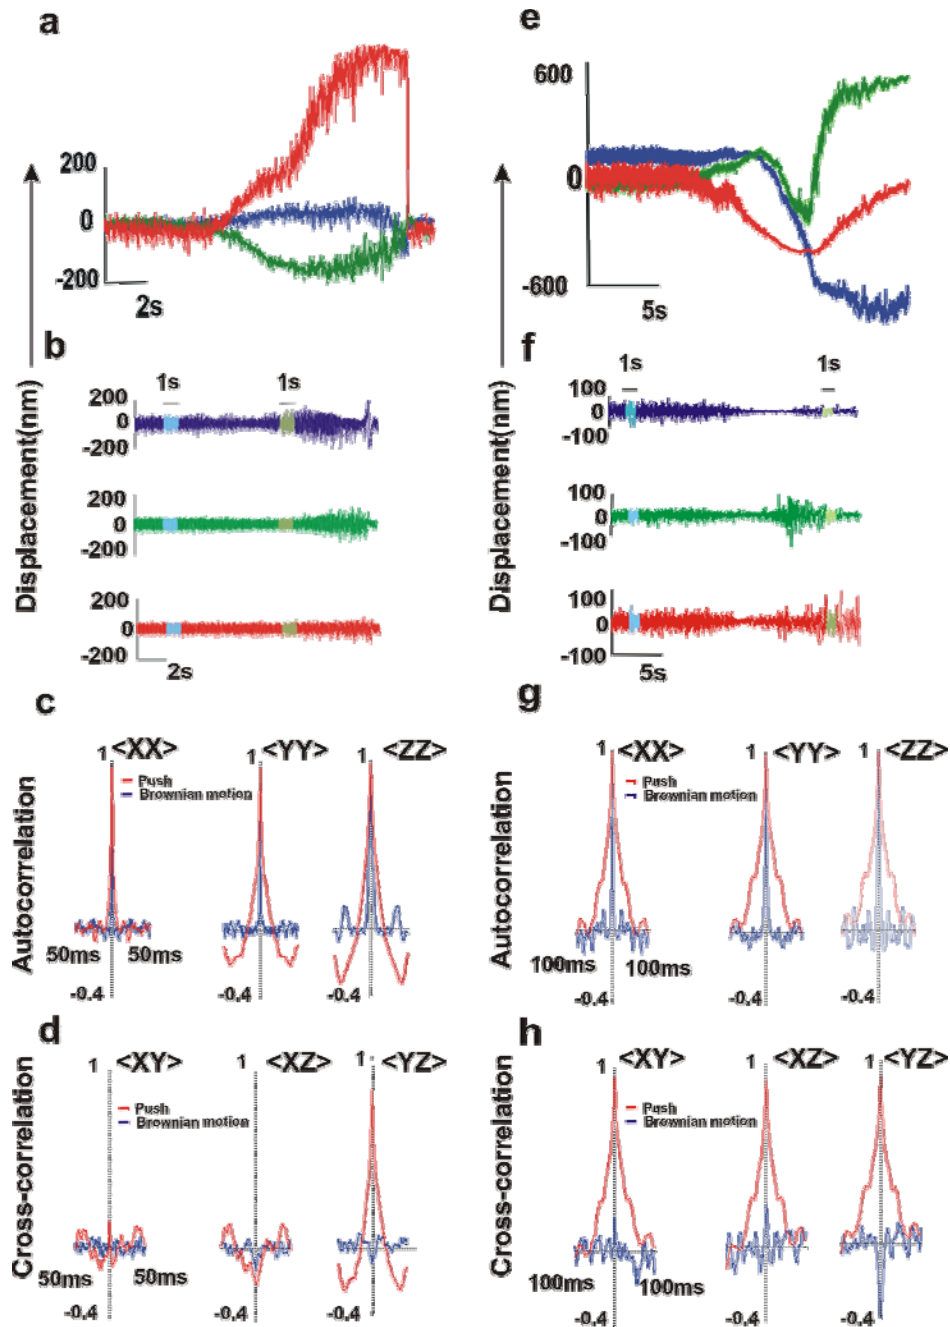 a
200
0
-200
2s
e
600
0
-600
5s
Displacement(nm)
b
1s 1s
200
0
-200
200
0
-200
200
0
-200
2s
Displacement(nm)
f
1s 1s
100
0
-100
100
0
-100
100
0
-100
5s
c
Autocorrelation
1 <XX> 1 <YY> 1 <ZZ>
Push
Brownian motion
50ms 50ms
-0.4 -0.4 -0.4
g
Autocorrelation
1 <XX> 1 <YY> 1 <ZZ>
Push
Brownian motion
100ms 100ms
-0.4 -0.4 -0.4
d
Cross-correlation
1 <XY> 1 <XZ> 1 <YZ>
Push
Brownian motion
50ms 50ms
-0.4 -0.4 -0.4
h
Cross-correlation
1 <XY> 1 <XZ> 1 <YZ>
Push
Brownian motion
100ms 100ms
-0.4 -0.4 -0.4